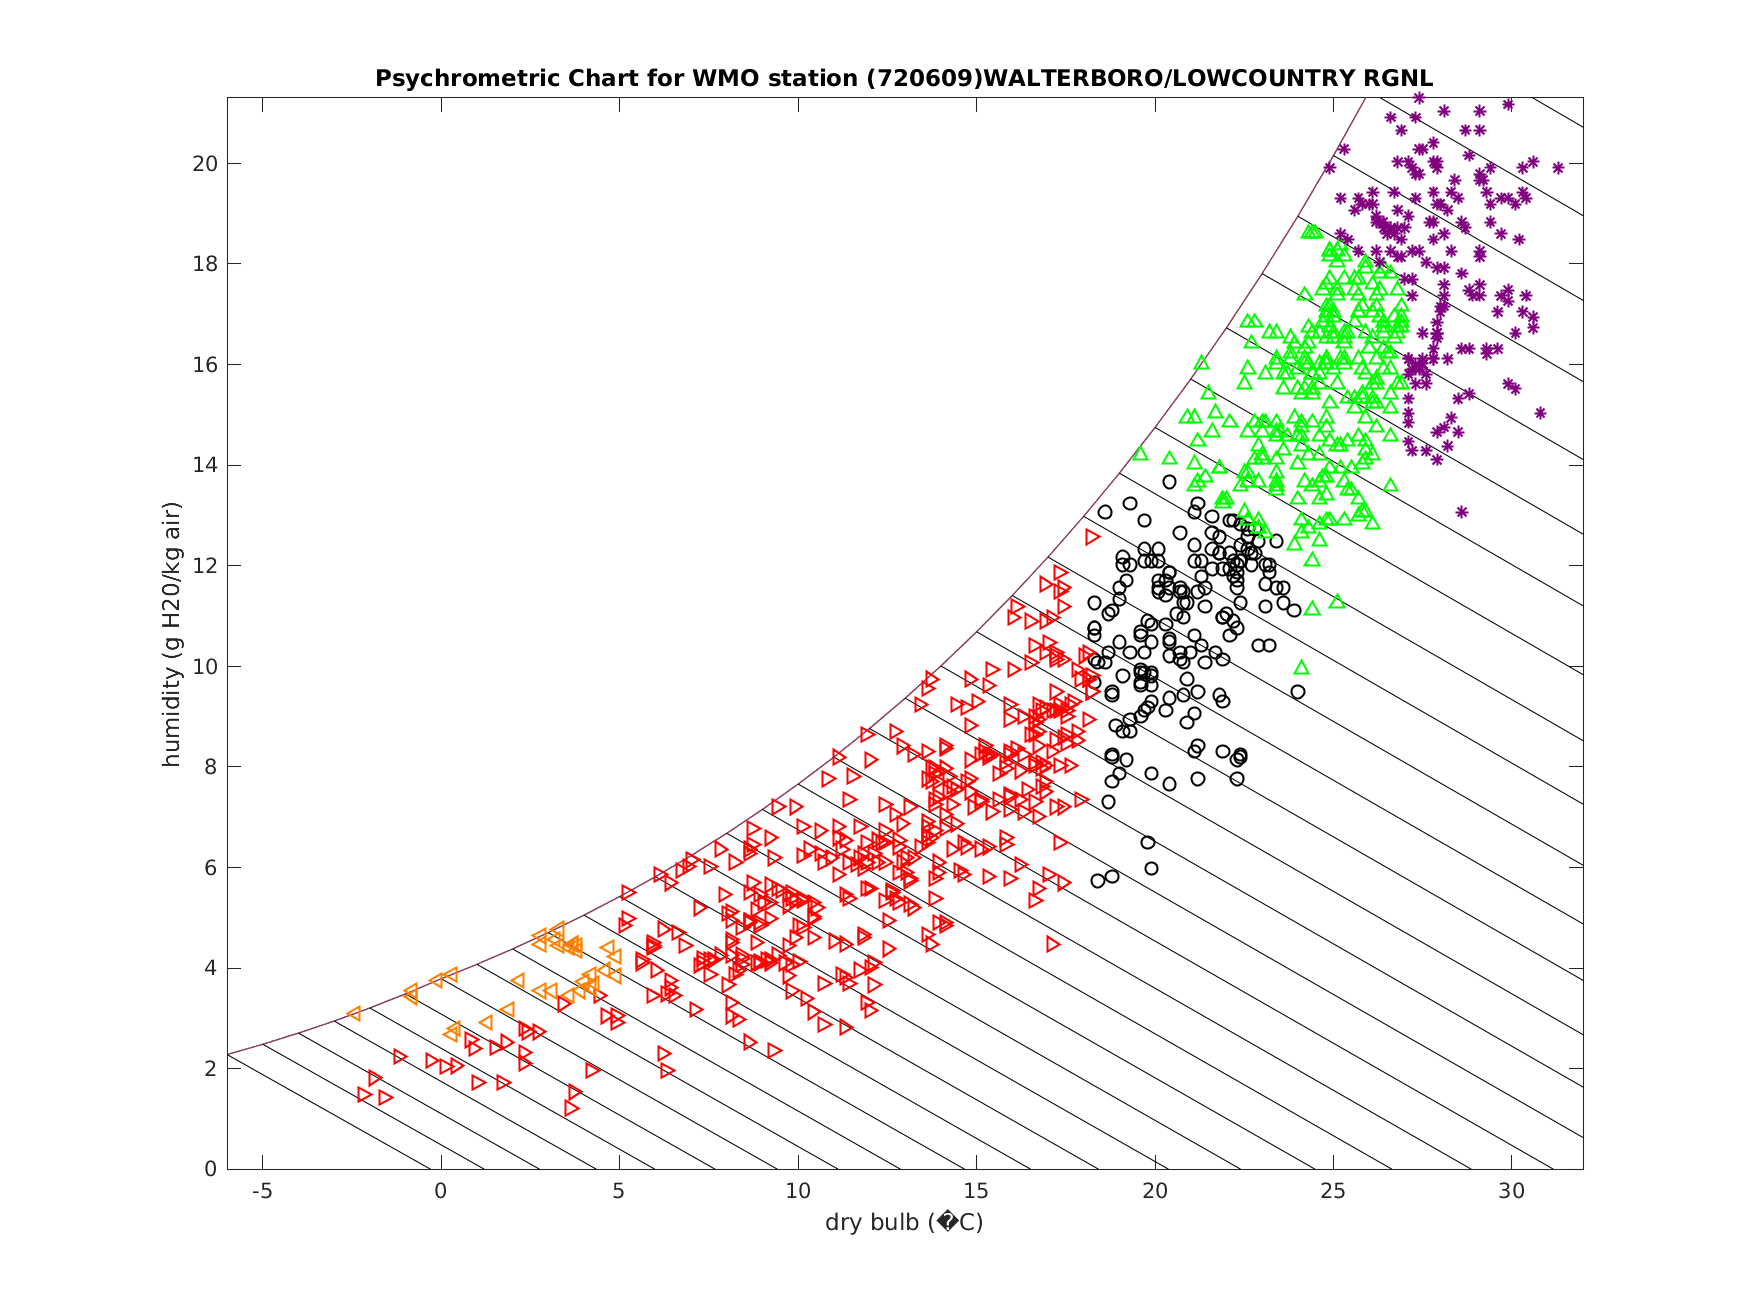 Psychrometric Chart for WMO station (720609)WALTERBORO/LOWCOUNTRY RGNL
humidity (g H20/kg air)
20
18
16
14
12
10
8
6
4
2
0
-5 0 5 10 15 20 25 30
dry bulb (�C)